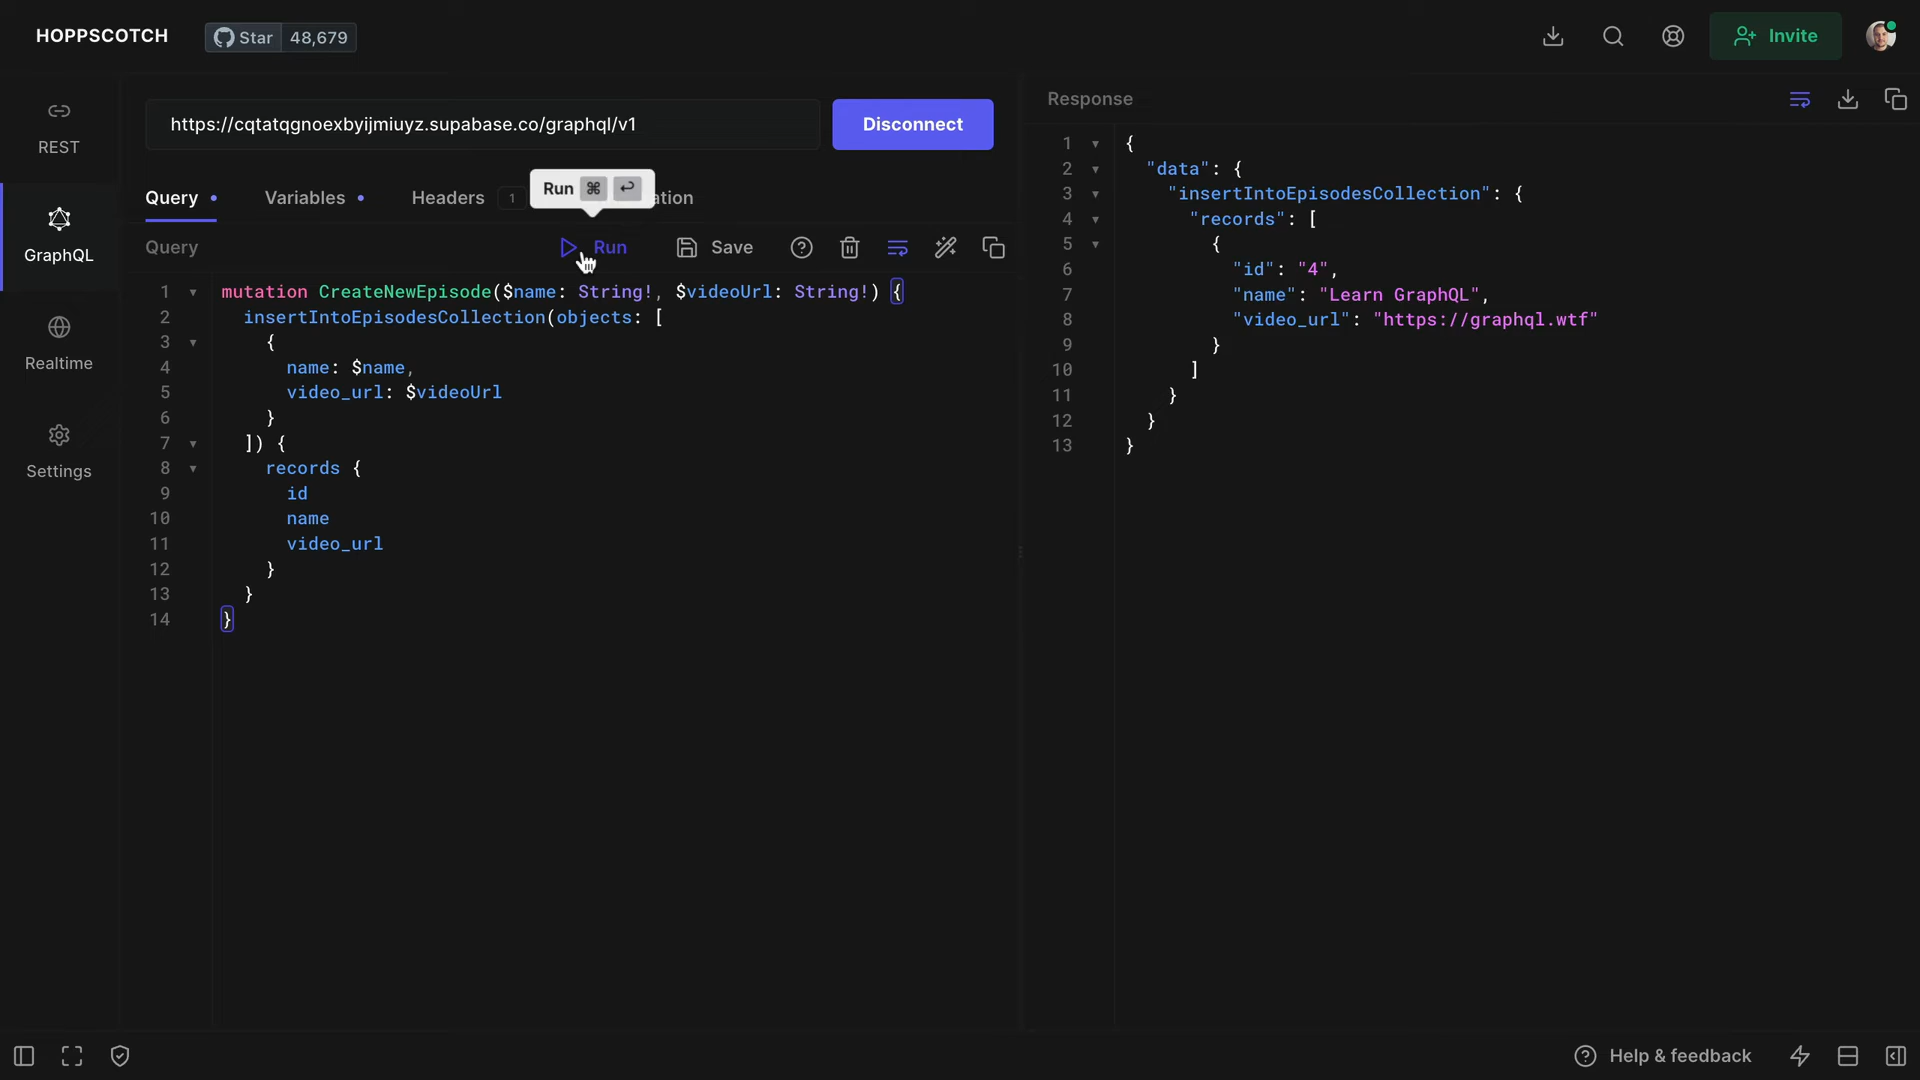 HOPPSCOTCH
Star 48,679
Invite
REST
GraphQL
Realtime
Settings
https://cqtatqgnoexbyijmiuyz.supabase.co/graphql/v1
Disconnect
Query Variables Headers 1 ation
Run ⌘ ↩
Query Run Save
1 mutation CreateNewEpisode($name: String!, $videoUrl: String!) {
2 insertIntoEpisodesCollection(objects: [
3 {
4 name: $name,
5 video_url: $videoUrl
6 }
7 ]) {
8 records {
9 id
10 name
11 video_url
12 }
13 }
14 }
Response
1 {
2 "data": {
3 "insertIntoEpisodesCollection": {
4 "records": [
5 {
6 "id": "4",
7 "name": "Learn GraphQL",
8 "video_url": "https://graphql.wtf"
9 }
10 ]
11 }
12 }
13 }
Help & feedback